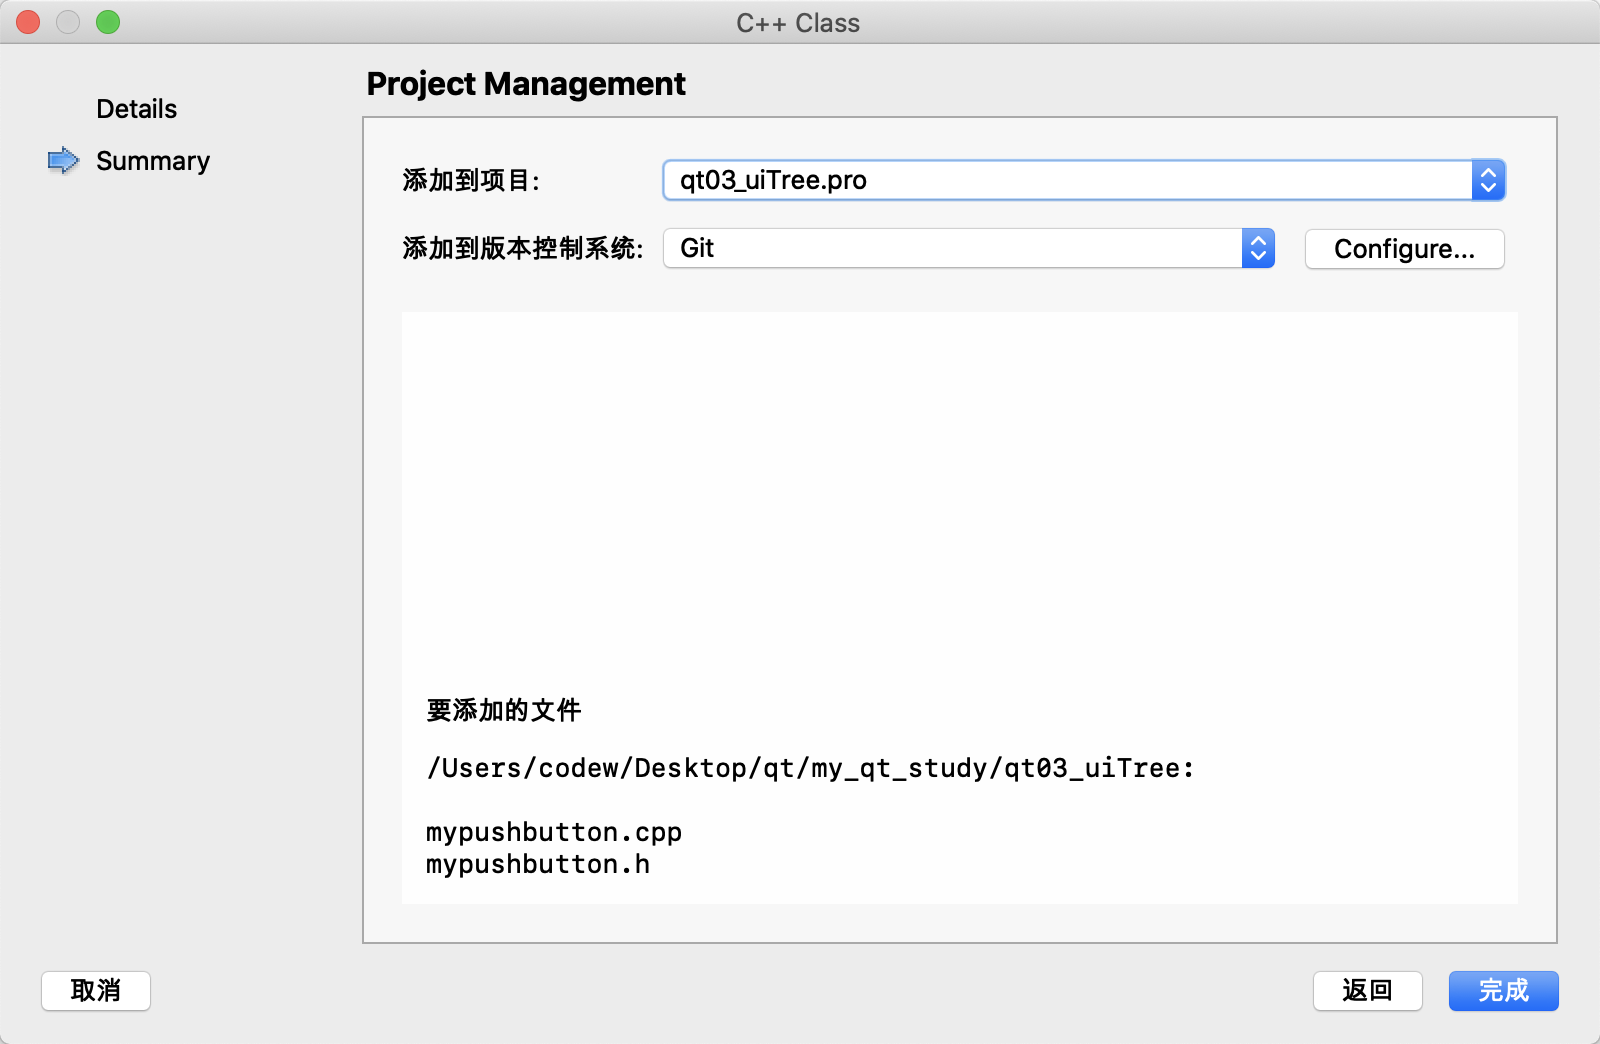 C++ Class
Details
Summary
Project Management
添加到项目:
qt03_uiTree.pro
添加到版本控制系统:
Git
Configure...
要添加的文件
/Users/codew/Desktop/qt/my_qt_study/qt03_uiTree:
mypushbutton.cpp
mypushbutton.h
取消
返回
完成